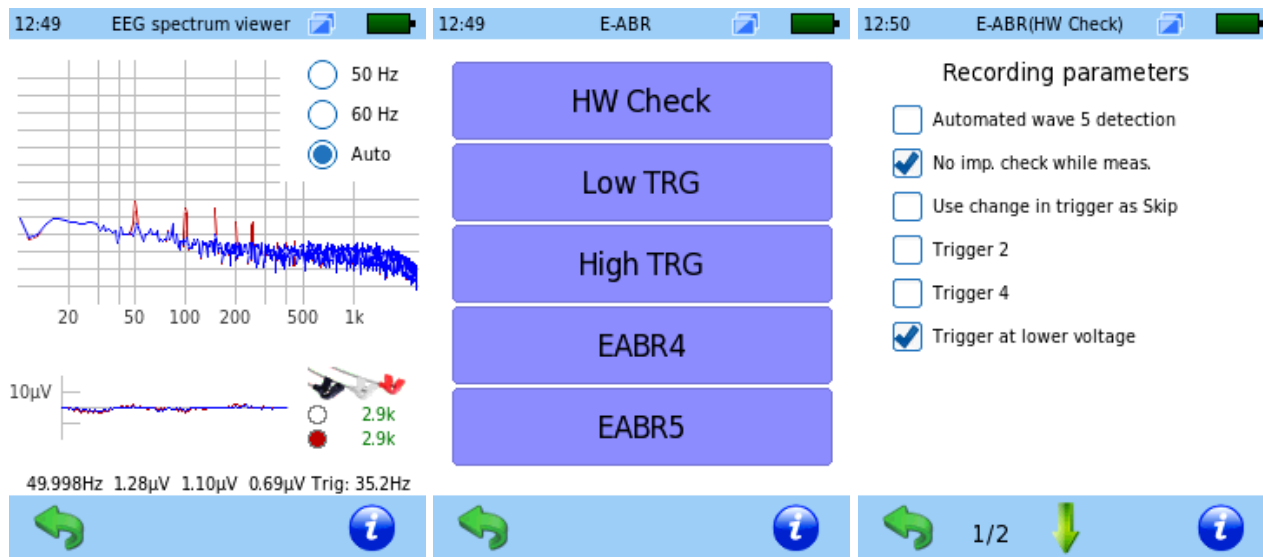 12:49 EEG spectrum viewer
50 Hz
60 Hz
Auto
20 50 100 200 500 1k
10µV
2.9k
2.9k
49.998Hz 1.28µV 1.10µV 0.69µV Trig: 35.2Hz
12:49 E-ABR
HW Check
Low TRG
High TRG
EABR4
EABR5
12:50 E-ABR(HW Check)
Recording parameters
Automated wave 5 detection
No imp. check while meas.
Use change in trigger as Skip
Trigger 2
Trigger 4
Trigger at lower voltage
1/2